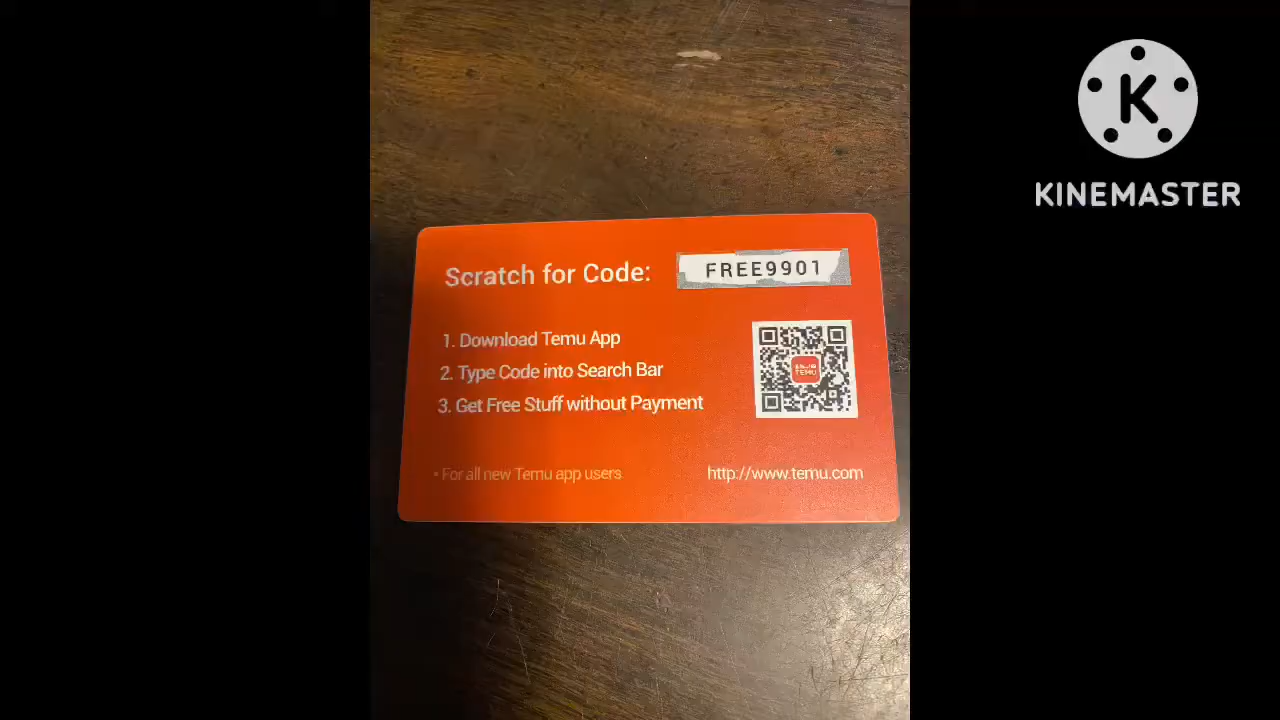 K
KINEMASTER
Scratch for Code: FREE9901
1. Download Temu App
2. Type Code into Search Bar
3. Get Free Stuff without Payment
TEMU
* For all new Temu app users.
http://www.temu.com